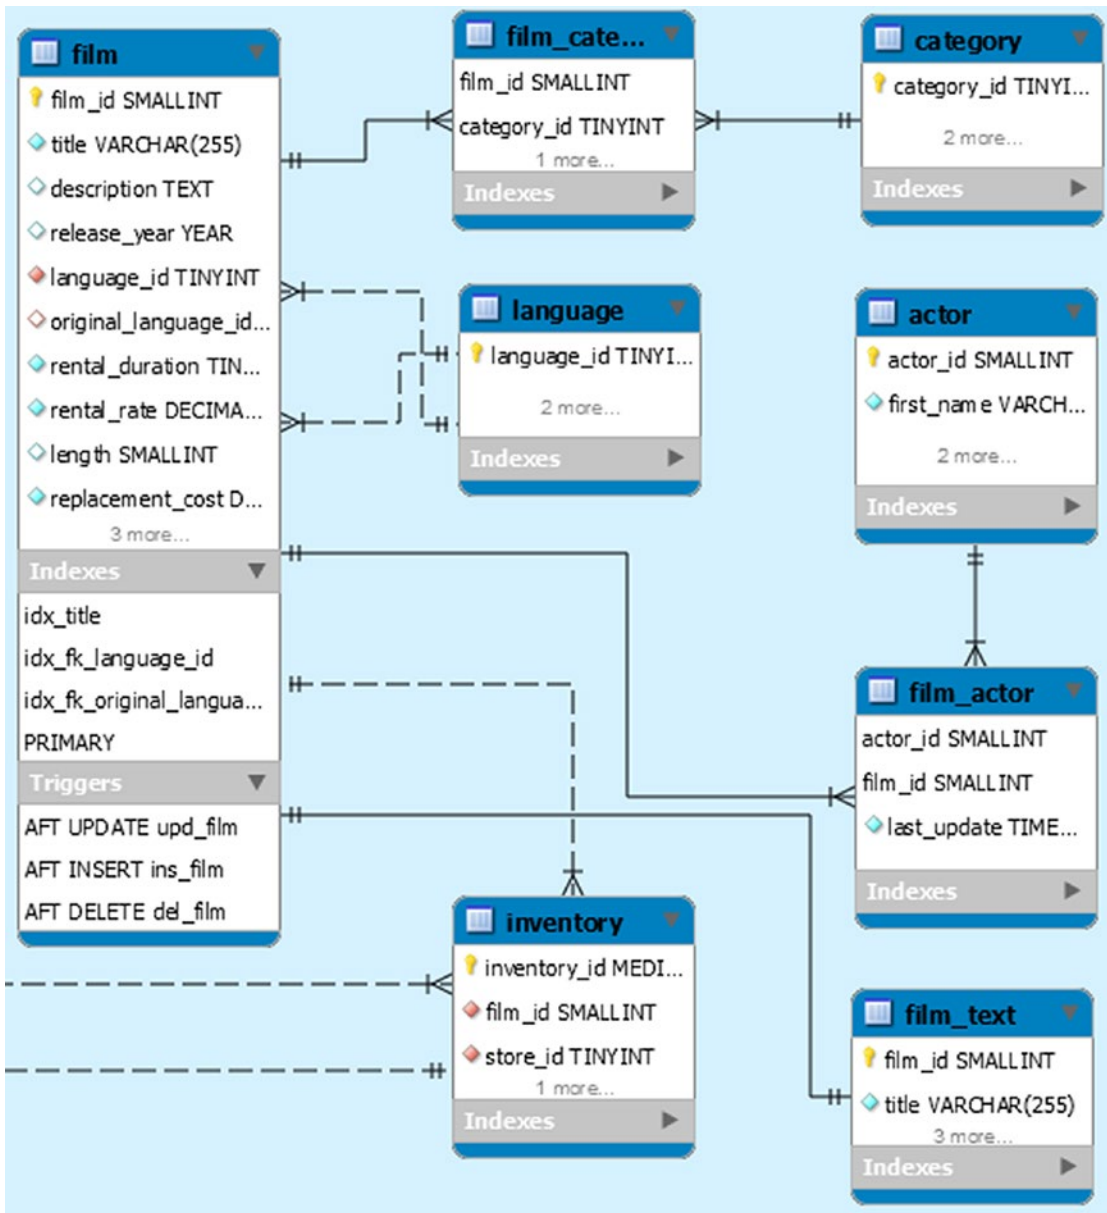 film
film_id SMALLINT
title VARCHAR(255)
description TEXT
release_year YEAR
language_id TINYINT
original_language_id...
rental_duration TIN...
rental_rate DECIMA...
length SMALLINT
replacement_cost D...
3 more...
Indexes
idx_title
idx_fk_language_id
idx_fk_original_langua...
PRIMARY
Triggers
AFT UPDATE upd_film
AFT INSERT ins_film
AFT DELETE del_film
film_cate...
film_id SMALLINT
category_id TINYINT
1 more...
Indexes
category
category_id TINYI...
2 more...
Indexes
language
language_id TINYI...
2 more...
Indexes
actor
actor_id SMALLINT
first_name VARCH...
2 more...
Indexes
film_actor
actor_id SMALLINT
film_id SMALLINT
last_update TIME...
Indexes
inventory
inventory_id MEDI...
film_id SMALLINT
store_id TINYINT
1 more...
Indexes
film_text
film_id SMALLINT
title VARCHAR(255)
3 more...
Indexes